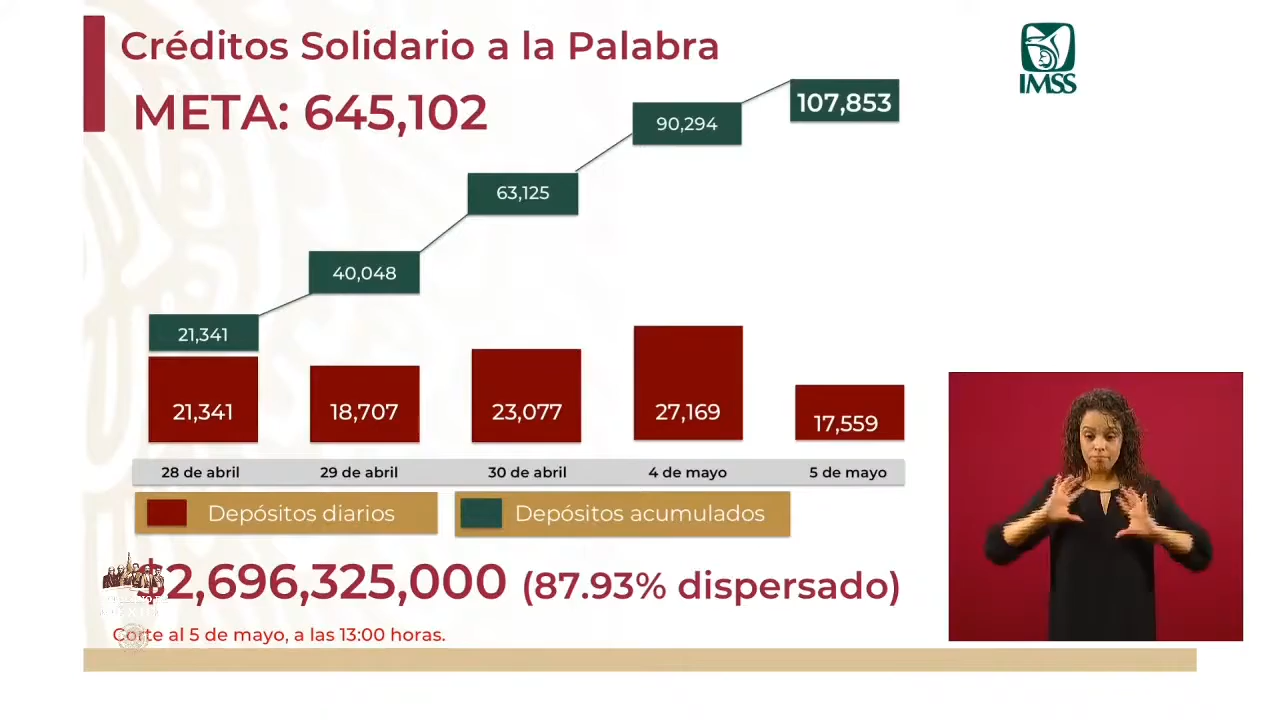 Créditos Solidario a la Palabra
META: 645,102
IMSS
107,853
90,294
63,125
40,048
21,341
21,341
18,707
23,077
27,169
17,559
28 de abril
29 de abril
30 de abril
4 de mayo
5 de mayo
Depósitos diarios
Depósitos acumulados
$2,696,325,000 (87.93% dispersado)
Corte al 5 de mayo, a las 13:00 horas.